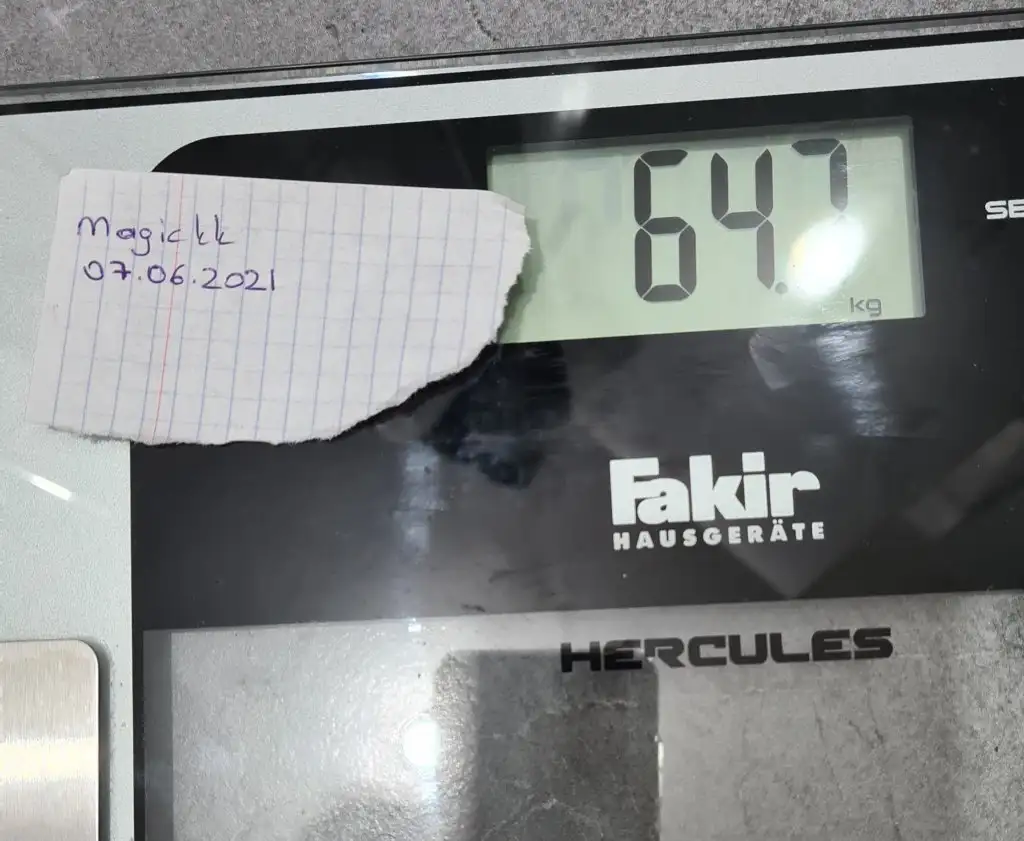 Magickk
07.06.2021
64.7
kg
SE
Fakir
HAUSGERÄTE
HERCULES